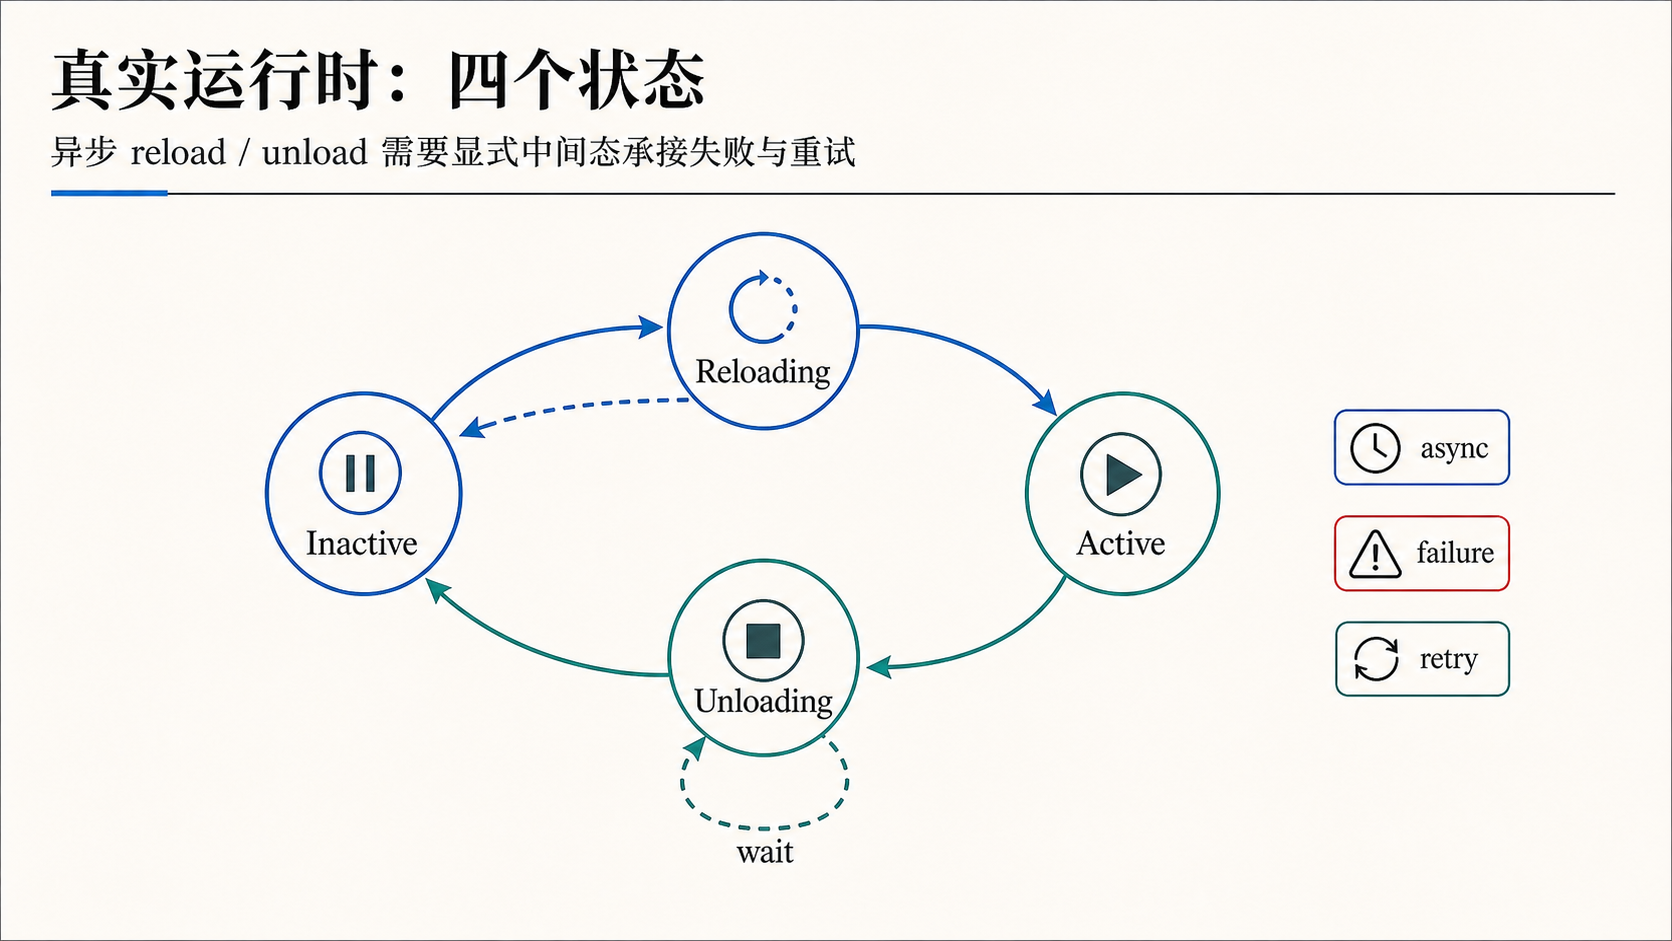 真实运行时：四个状态
异步 reload / unload 需要显式中间态承接失败与重试
Reloading
Inactive
Active
Unloading
wait
async
failure
retry